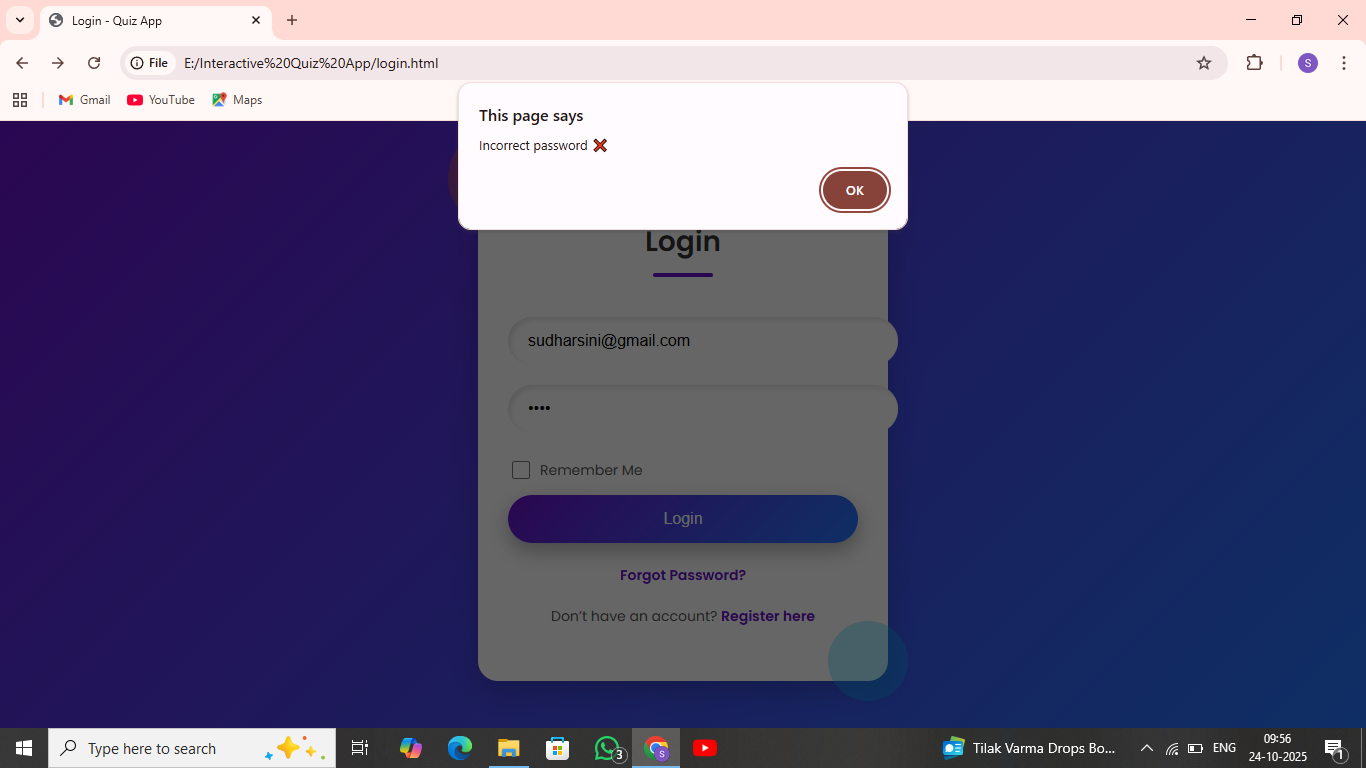 Login - Quiz App
File
E:/Interactive%20Quiz%20App/login.html
S
Gmail
YouTube
Maps
This page says
Incorrect password ❌
OK
Login
sudharsini@gmail.com
••••
Remember Me
Login
Forgot Password?
Don’t have an account? Register here
Type here to search
3
S
Tilak Varma Drops Bo...
ENG
09:56
24-10-2025
1